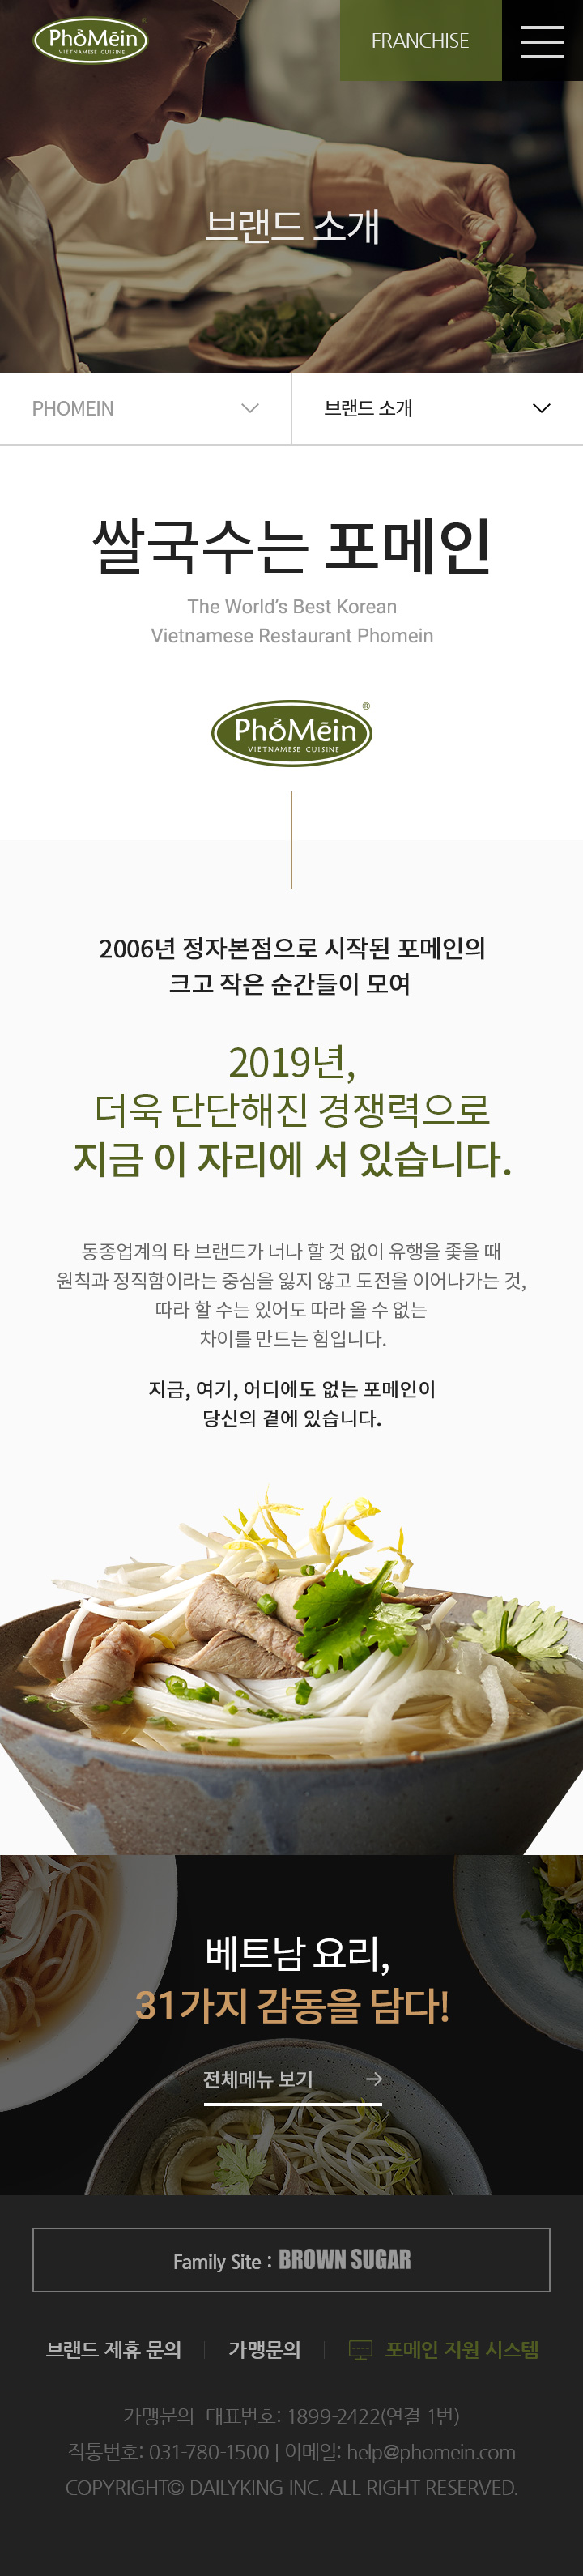 PhỏMēin
VIETNAMESE CUISINE
FRANCHISE
브랜드 소개
PHOMEIN
브랜드 소개
쌀국수는 포메인
The World's Best Korean
Vietnamese Restaurant Phomein
PhỏMēin®
VIETNAMESE CUISINE
2006년 정자본점으로 시작된 포메인의
크고 작은 순간들이 모여
2019년,
더욱 단단해진 경쟁력으로
지금 이 자리에 서 있습니다.
동종업계의 타 브랜드가 너나 할 것 없이 유행을 좇을 때
원칙과 정직함이라는 중심을 잃지 않고 도전을 이어나가는 것,
따라 할 수는 있어도 따라 올 수 없는
차이를 만드는 힘입니다.
지금, 여기, 어디에도 없는 포메인이
당신의 곁에 있습니다.
베트남 요리,
31가지 감동을 담다!
전체메뉴 보기
Family Site : BROWN SUGAR
브랜드 제휴 문의 | 가맹문의 | 포메인 지원 시스템
가맹문의 대표번호: 1899-2422(연결 1번)
직통번호: 031-780-1500 | 이메일: help@phomein.com
COPYRIGHT© DAILYKING INC. ALL RIGHT RESERVED.